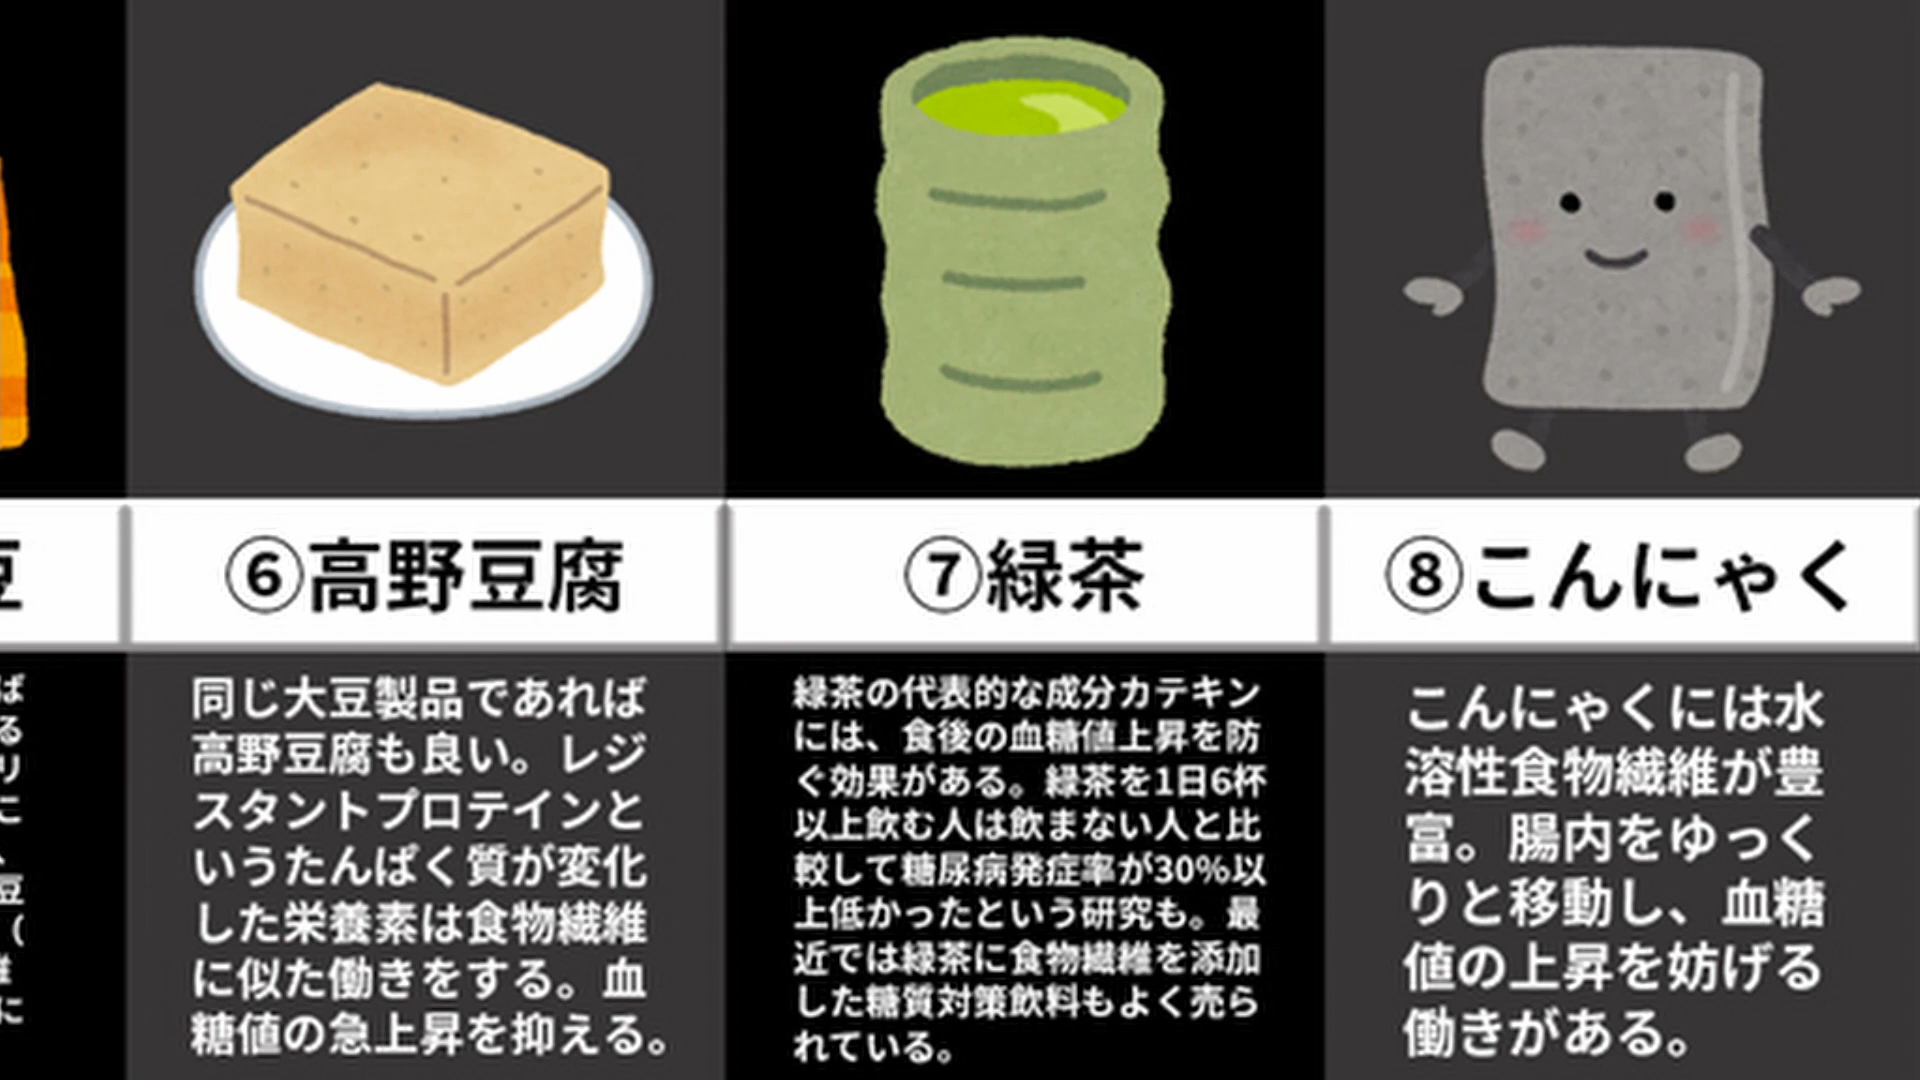 豆
⑥高野豆腐
⑦緑茶
⑧こんにゃく
ば
る
リ
に
、
豆
（
維
に
同じ大豆製品であれば
高野豆腐も良い。レジ
スタントプロテインと
いうたんぱく質が変化
した栄養素は食物繊維
に似た働きをする。血
糖値の急上昇を抑える。
緑茶の代表的な成分カテキン
には、食後の血糖値上昇を防
ぐ効果がある。緑茶を1日6杯
以上飲む人は飲まない人と比
較して糖尿病発症率が30%以
上低かったという研究も。最
近では緑茶に食物繊維を添加
した糖質対策飲料もよく売ら
れている。
こんにゃくには水
溶性食物繊維が豊
富。腸内をゆっく
りと移動し、血糖
値の上昇を妨げる
働きがある。